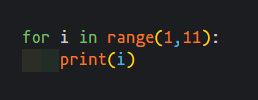 for i in range(1,11):
    print(i)